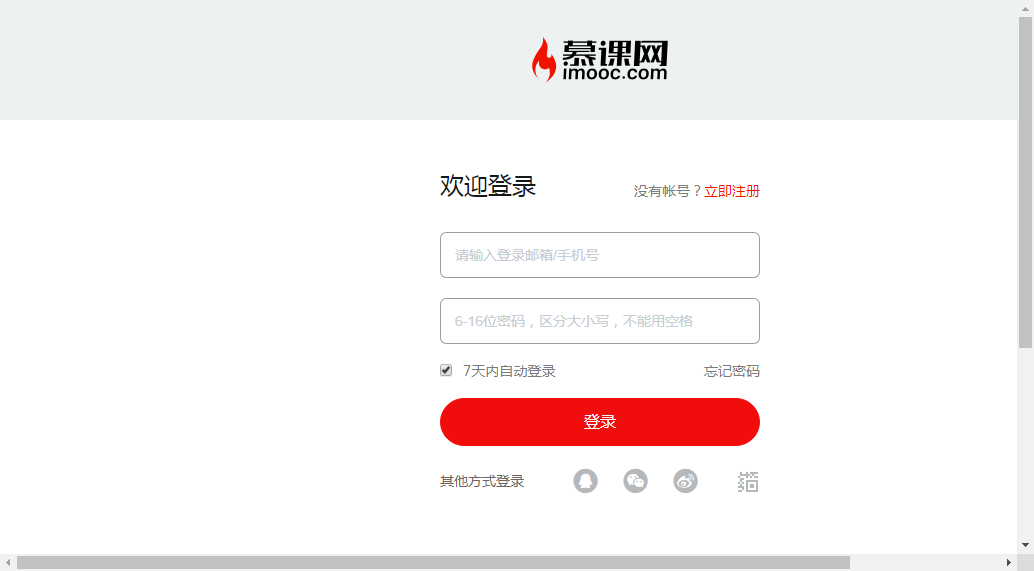 慕课网
imooc.com
欢迎登录
没有帐号？立即注册
请输入登录邮箱/手机号
6-16位密码，区分大小写，不能用空格
7天内自动登录 忘记密码
登录
其他方式登录